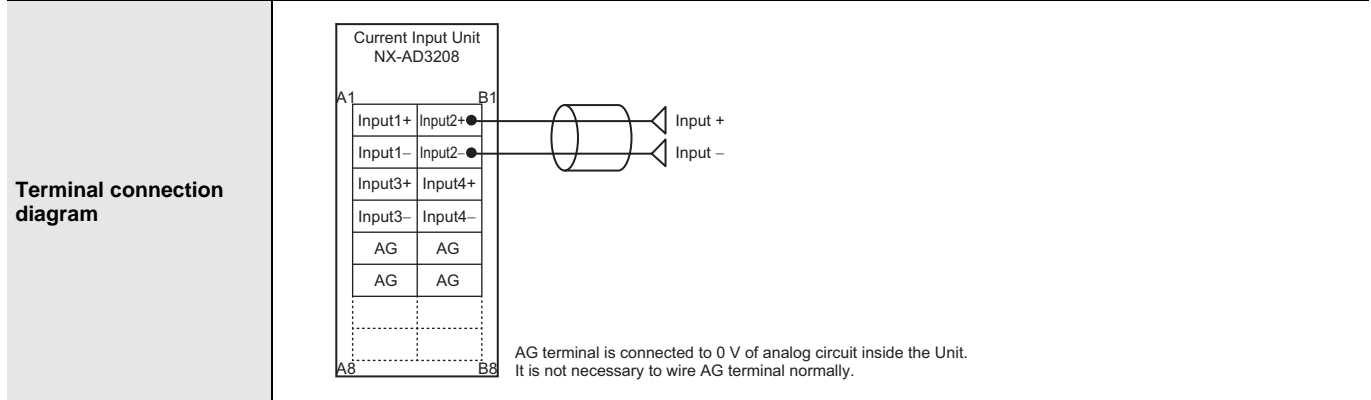 Terminal connection
diagram
Current Input Unit
NX-AD3208
A1 B1
Input1+ Input2+ Input +
Input1– Input2– Input –
Input3+ Input4+
Input3– Input4–
AG AG
AG AG
A8 B8
AG terminal is connected to 0 V of analog circuit inside the Unit.
It is not necessary to wire AG terminal normally.